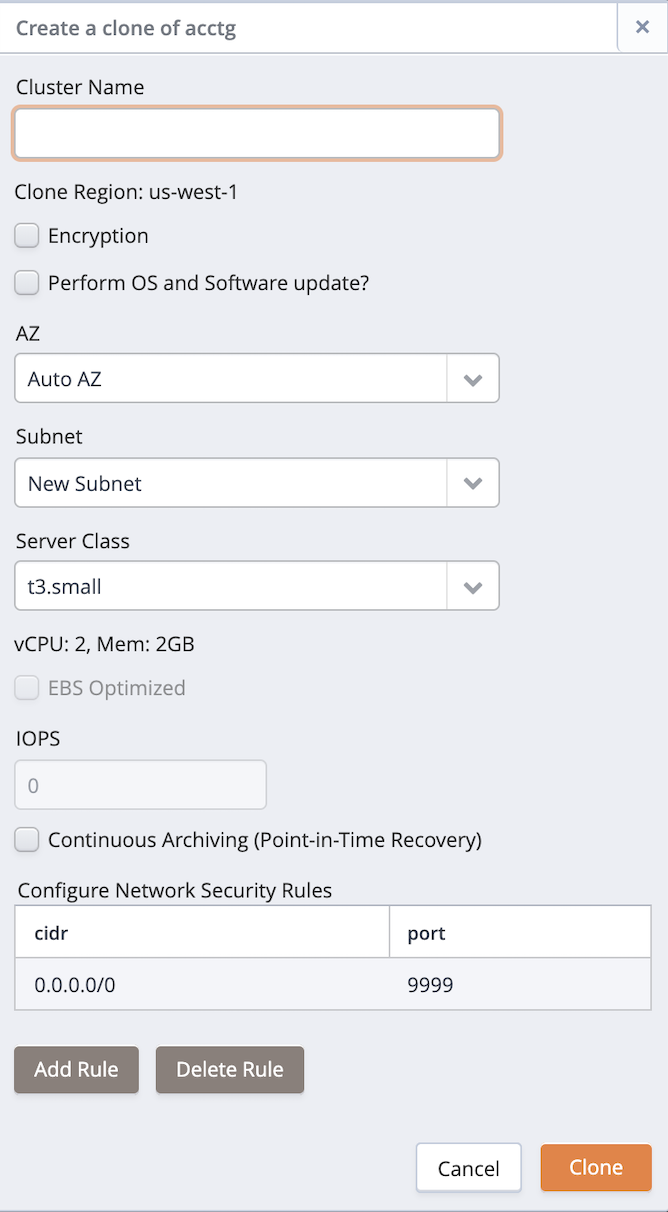 Create a clone of acctg
Cluster Name
Clone Region: us-west-1
Encryption
Perform OS and Software update?
AZ
Auto AZ
Subnet
New Subnet
Server Class
t3.small
vCPU: 2, Mem: 2GB
EBS Optimized
IOPS
0
Continuous Archiving (Point-in-Time Recovery)
Configure Network Security Rules
cidr port
0.0.0.0/0 9999
Add Rule Delete Rule
Cancel Clone